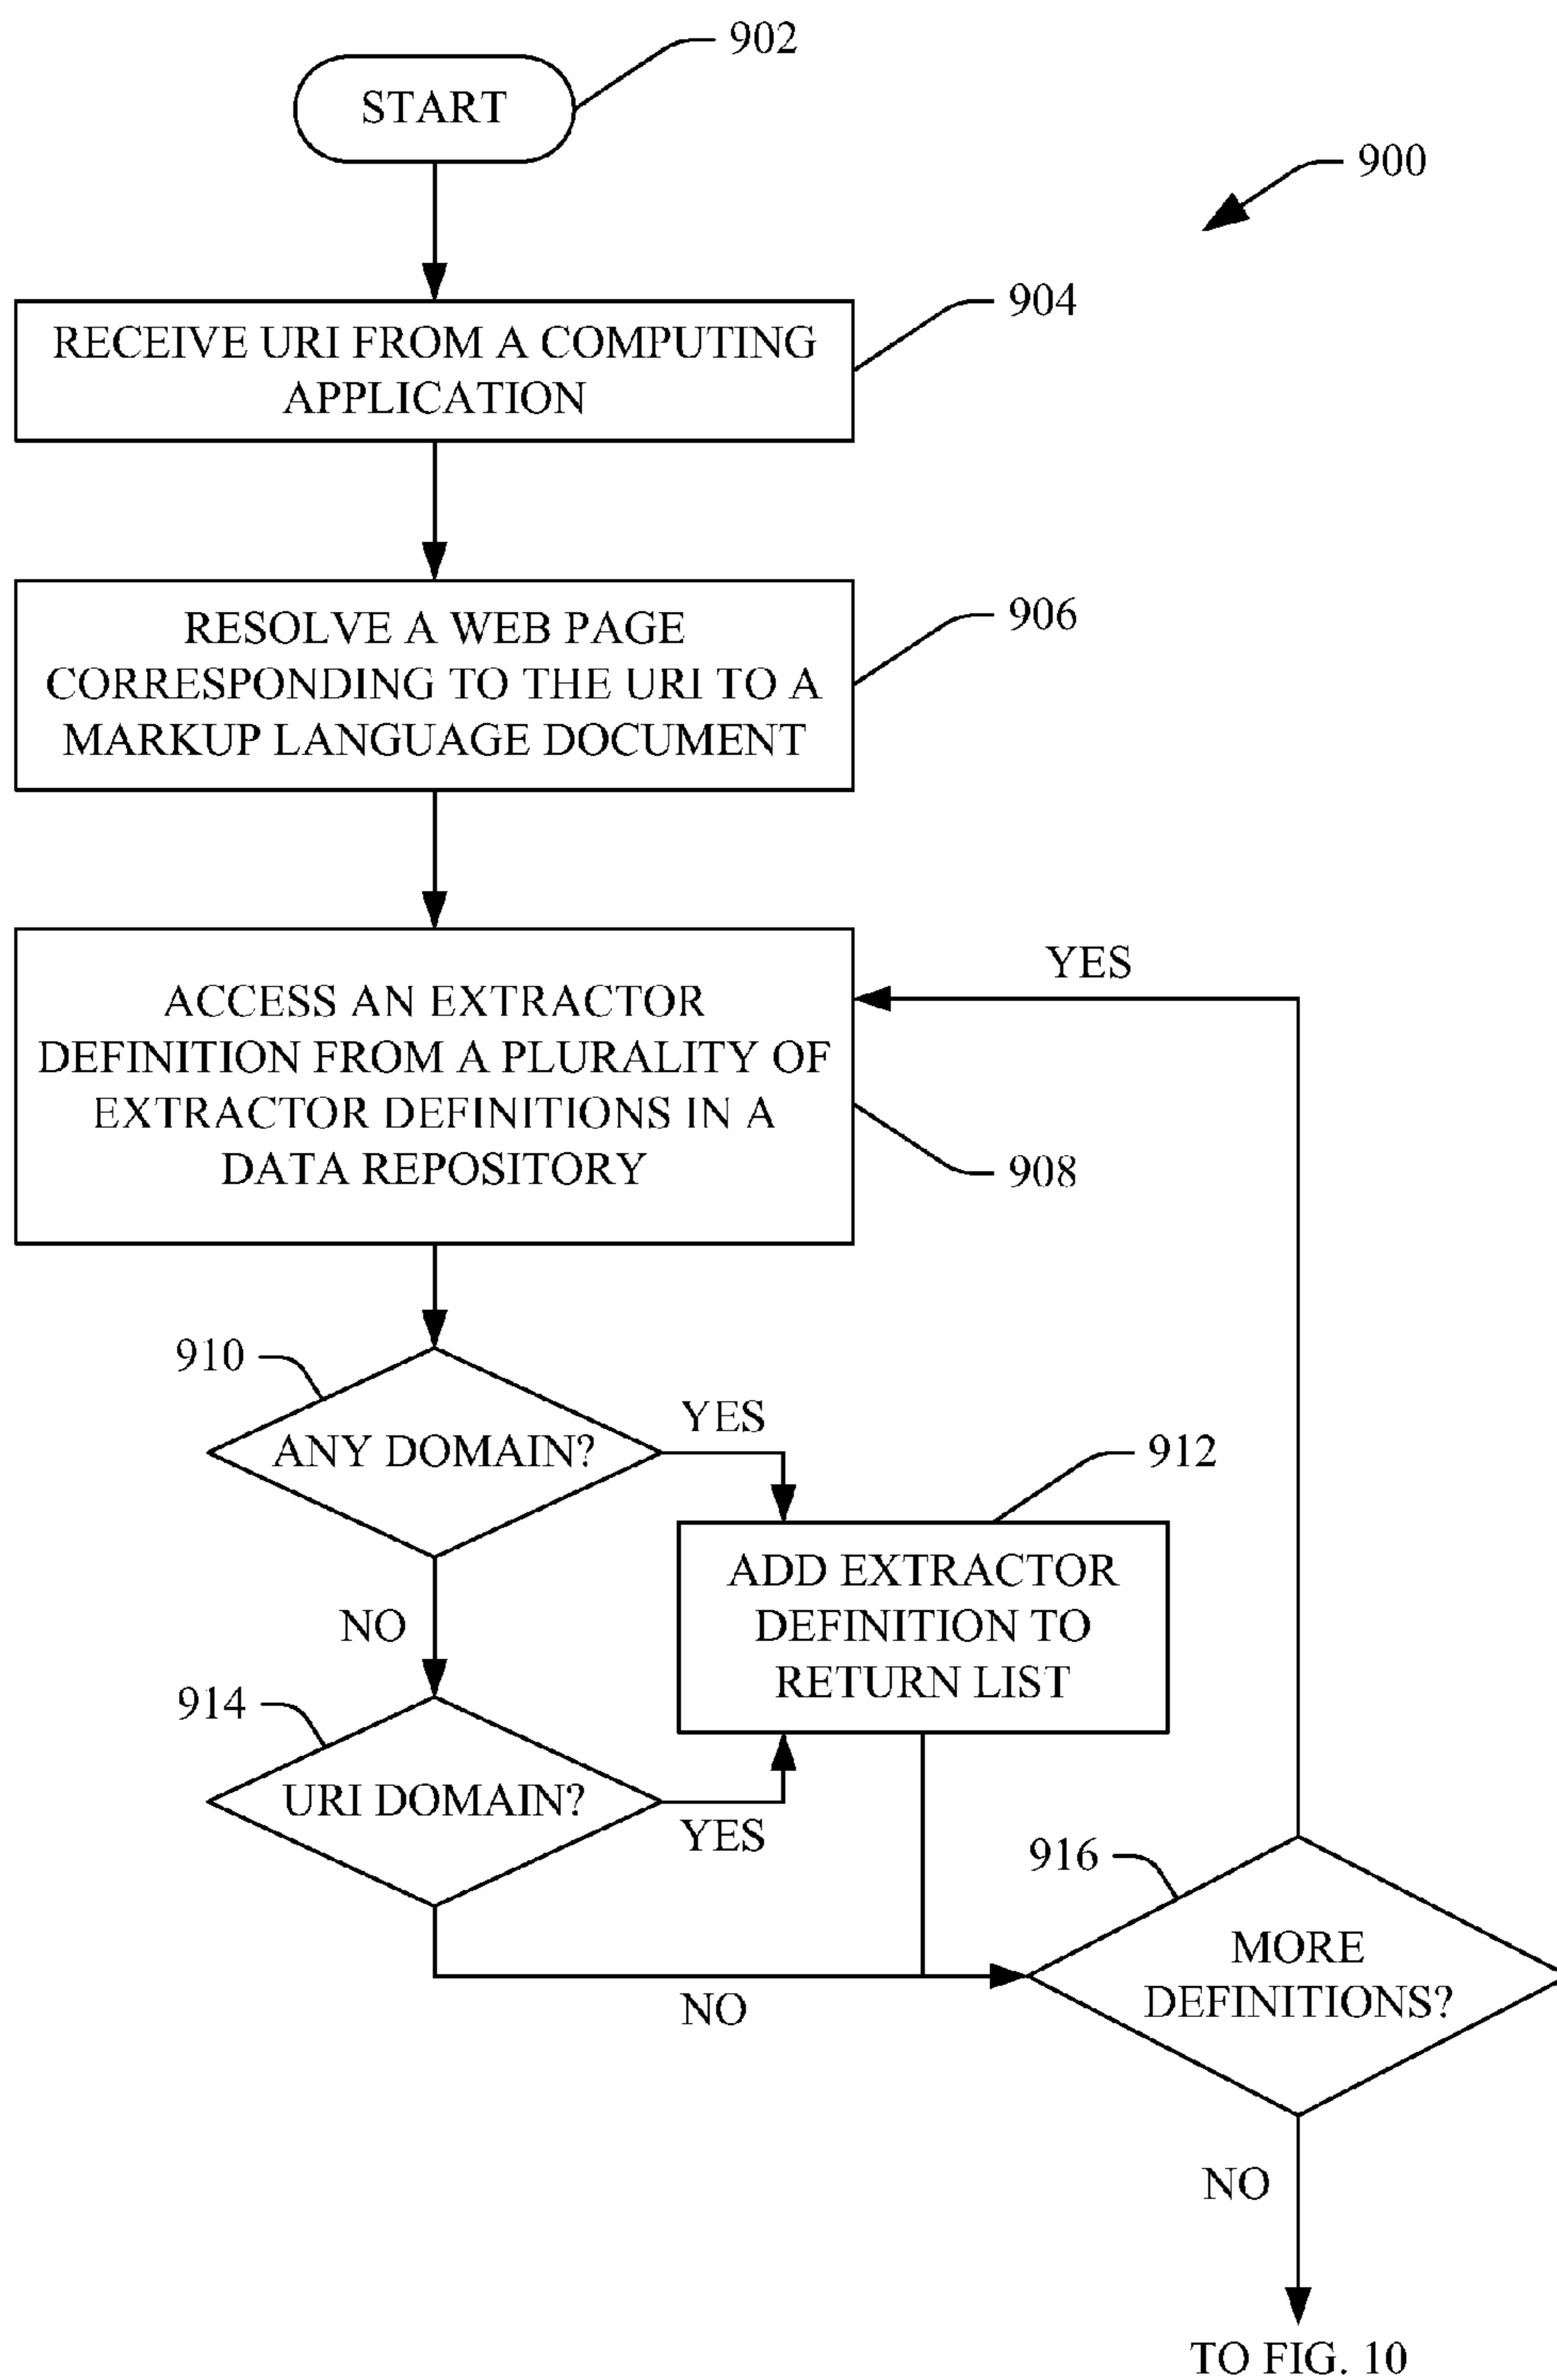 902
START
900
904
RECEIVE URI FROM A COMPUTING
APPLICATION
906
RESOLVE A WEB PAGE
CORRESPONDING TO THE URI TO A
MARKUP LANGUAGE DOCUMENT
YES
ACCESS AN EXTRACTOR
DEFINITION FROM A PLURALITY OF
EXTRACTOR DEFINITIONS IN A
DATA REPOSITORY
908
910
ANY DOMAIN?
YES
912
ADD EXTRACTOR
DEFINITION TO
RETURN LIST
NO
914
URI DOMAIN?
YES
916
MORE
DEFINITIONS?
NO
NO
TO FIG. 10